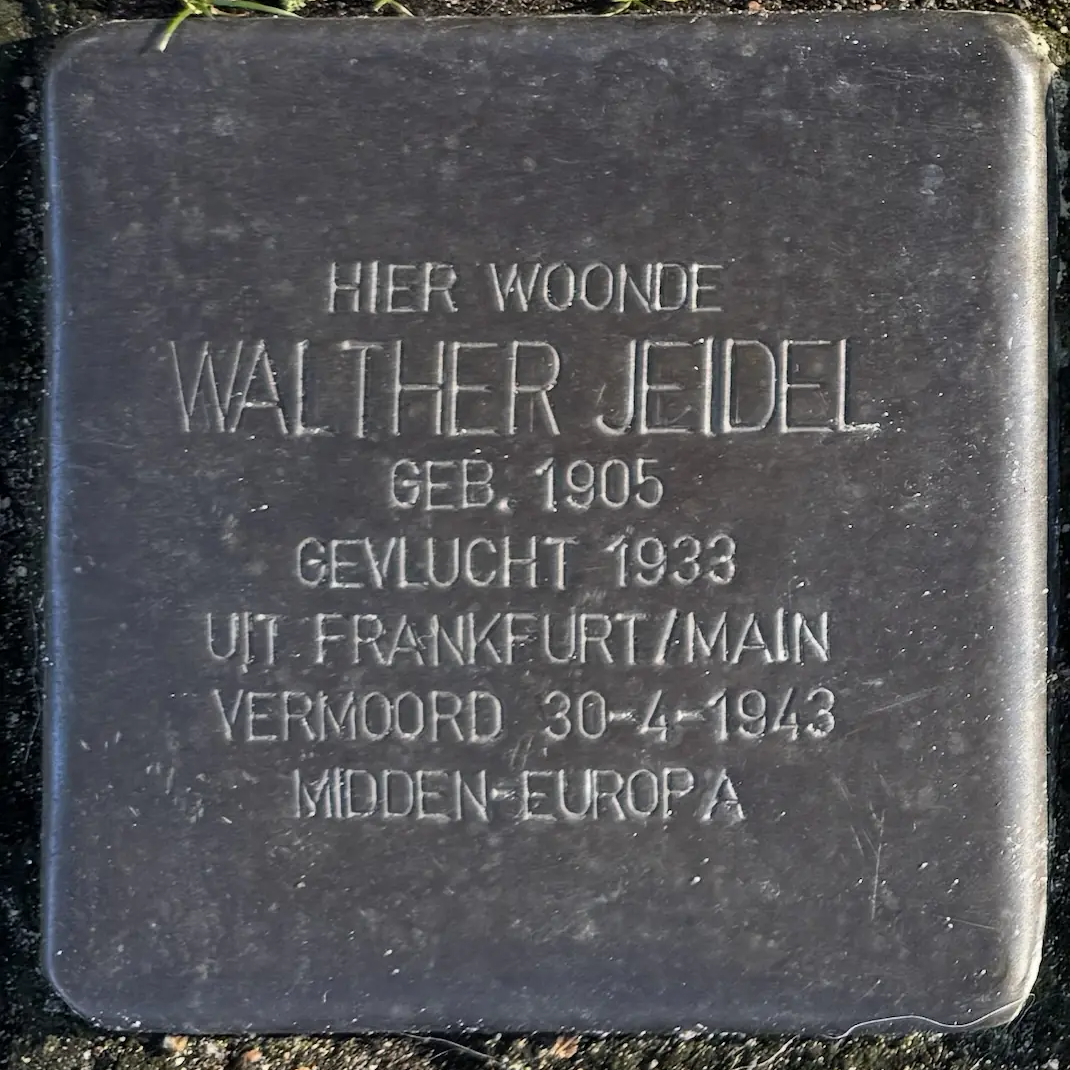 HIER WOONDE
WALTHER JEIDEL
GEB. 1905
GEVLUCHT 1933
UIT FRANKFURT/MAIN
VERMOORD 30-4-1943
MIDDEN-EUROPA